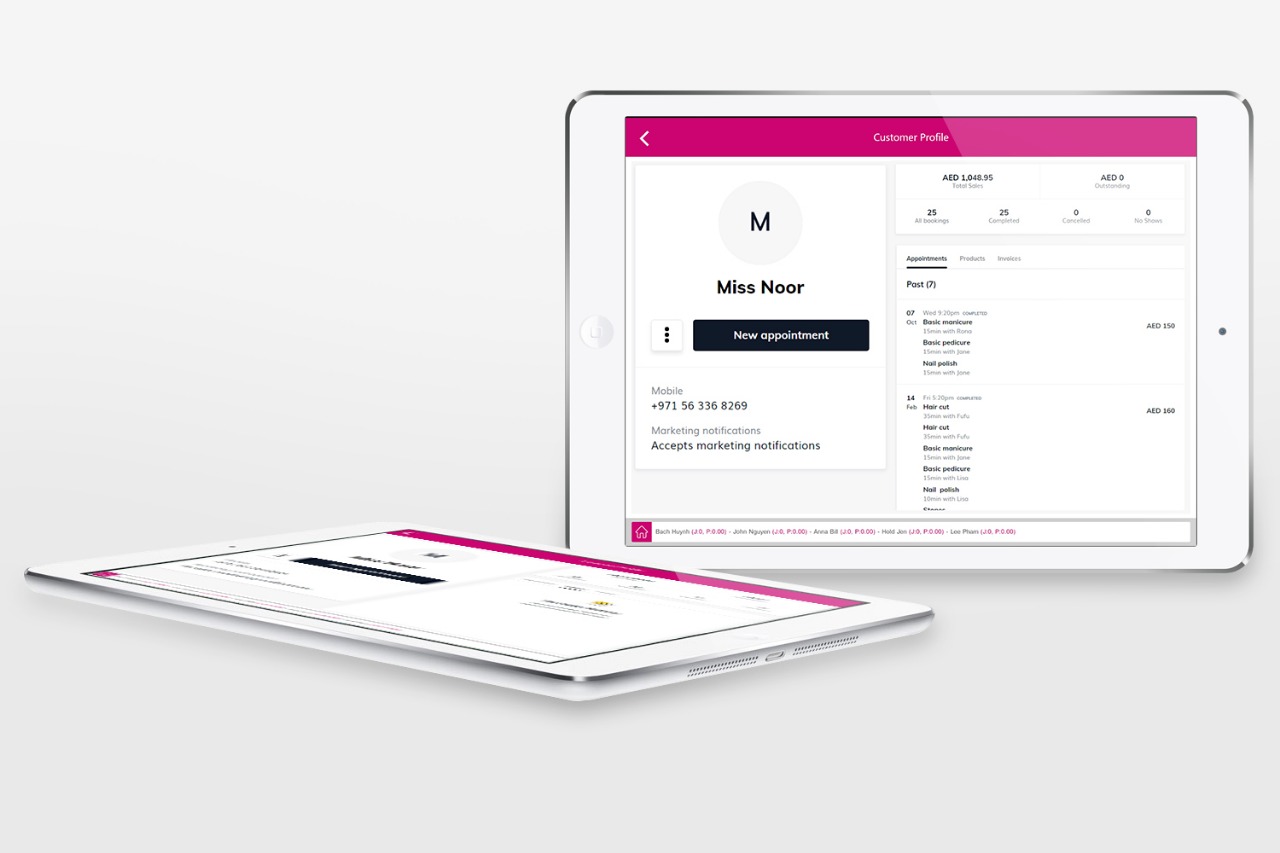 Customer Profile
M
Miss Noor
New appointment
Mobile
+971 56 336 8269
Marketing notifications
Accepts marketing notifications
AED 1,048.95
Total Sales
AED 0
Outstanding
25
All bookings
25
Completed
0
Cancelled
0
No Shows
Appointments Products Invoices
Past (7)
07 Wed 9:20pm COMPLETED
Oct Basic manicure
AED 150
15min with Rona
Basic pedicure
15min with Jane
Nail polish
15min with Jane
14 Fri 5:20pm COMPLETED
Feb Hair cut
AED 160
35min with Fufu
Hair cut
35min with Fufu
Basic manicure
15min with Jane
Basic pedicure
15min with Lisa
Nail polish
10min with Lisa
Bach Huynh (J:0, P:0.00) - John Nguyen (J:0, P:0.00) - Anna Bill (J:0, P:0.00) - Hold Jen (J:0, P:0.00) - Lee Pham (J:0, P:0.00)
M